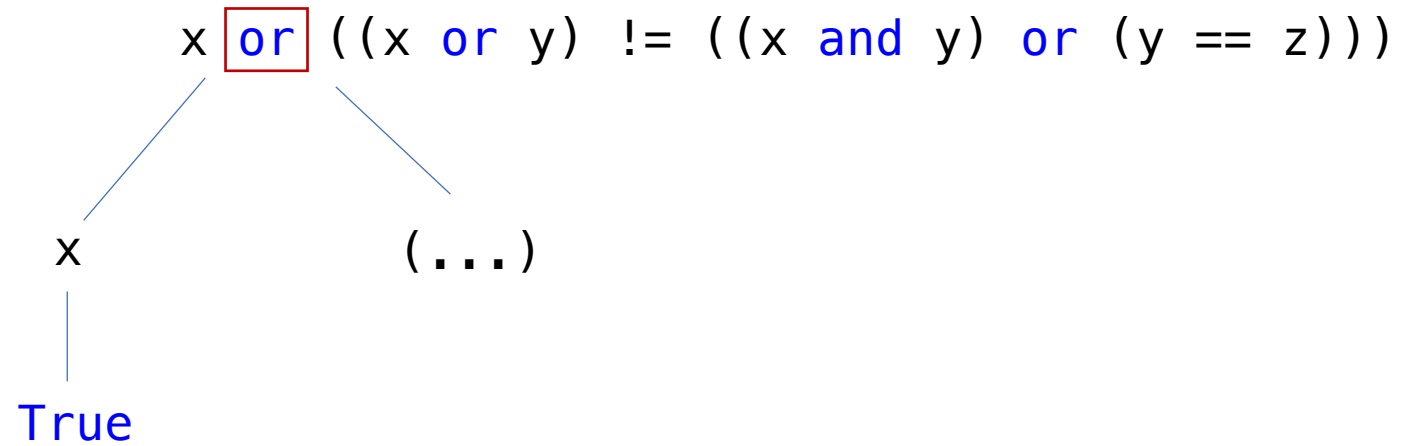 x or ((x or y) != ((x and y) or (y == z)))
x (...)
True